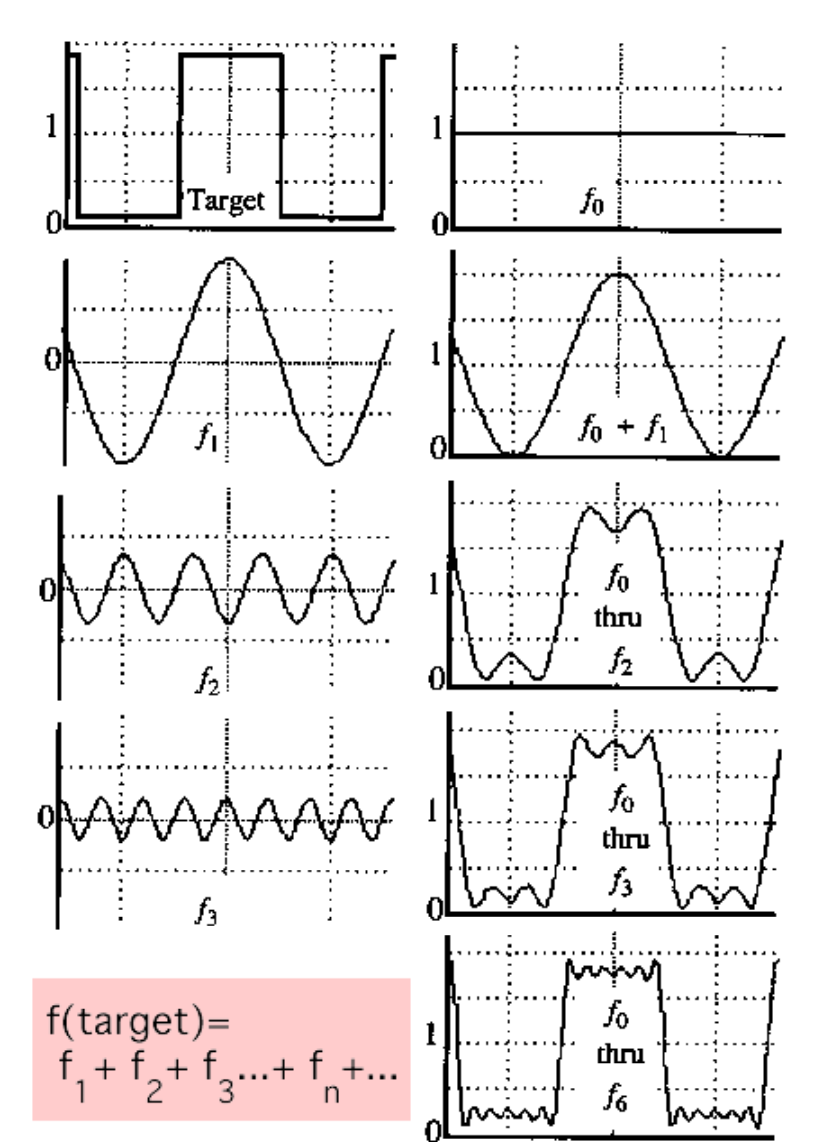 1
0
Target
1
0
f0
0
f1
1
0
f0 + f1
0
f2
1
0
f0
thru
f2
0
f3
1
0
f0
thru
f3
f(target)=
f1 + f2 + f3...+ fn+...
1
0
f0
thru
f6